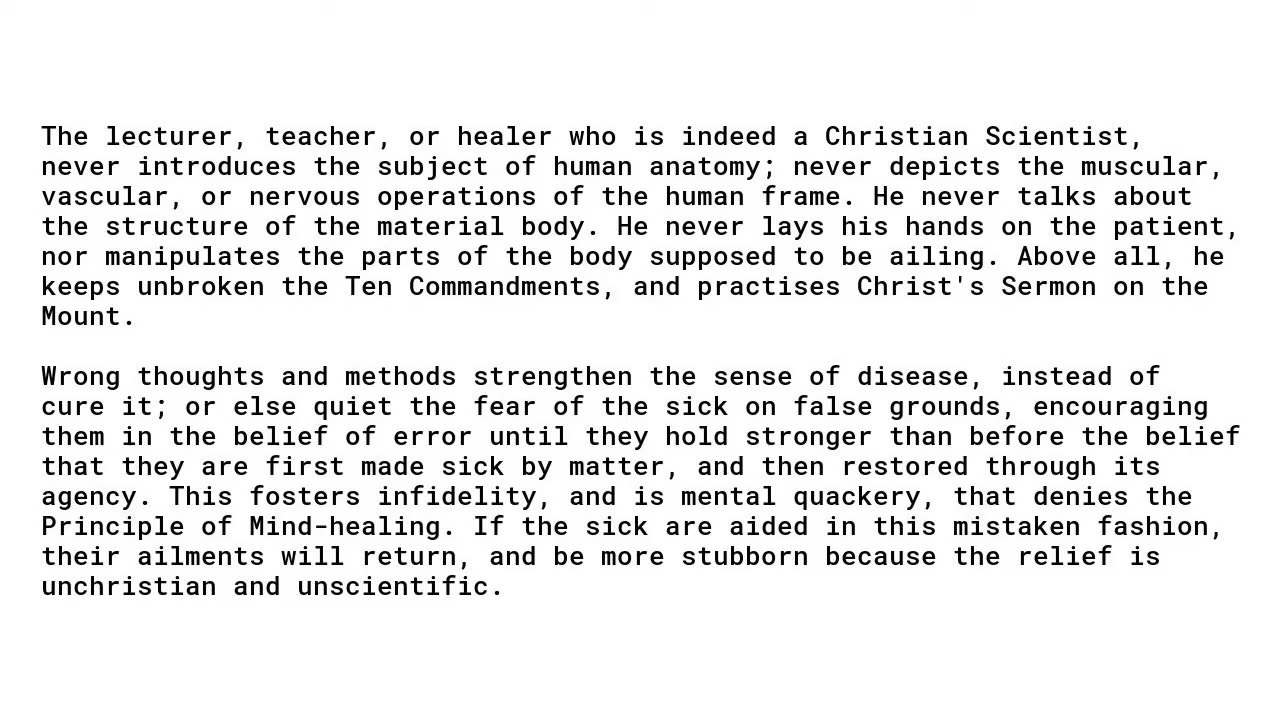 The lecturer, teacher, or healer who is indeed a Christian Scientist,
never introduces the subject of human anatomy; never depicts the muscular,
vascular, or nervous operations of the human frame. He never talks about
the structure of the material body. He never lays his hands on the patient,
nor manipulates the parts of the body supposed to be ailing. Above all, he
keeps unbroken the Ten Commandments, and practises Christ's Sermon on the
Mount.
Wrong thoughts and methods strengthen the sense of disease, instead of
cure it; or else quiet the fear of the sick on false grounds, encouraging
them in the belief of error until they hold stronger than before the belief
that they are first made sick by matter, and then restored through its
agency. This fosters infidelity, and is mental quackery, that denies the
Principle of Mind-healing. If the sick are aided in this mistaken fashion,
their ailments will return, and be more stubborn because the relief is
unchristian and unscientific.